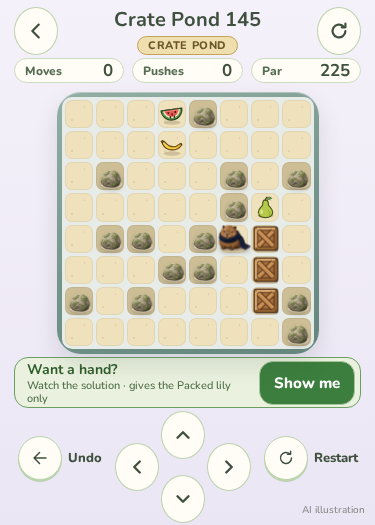 Crate Pond 145
CRATE POND
Moves 0
Pushes 0
Par 225
Want a hand?
Watch the solution · gives the Packed lily
only
Show me
Undo
Restart
AI illustration